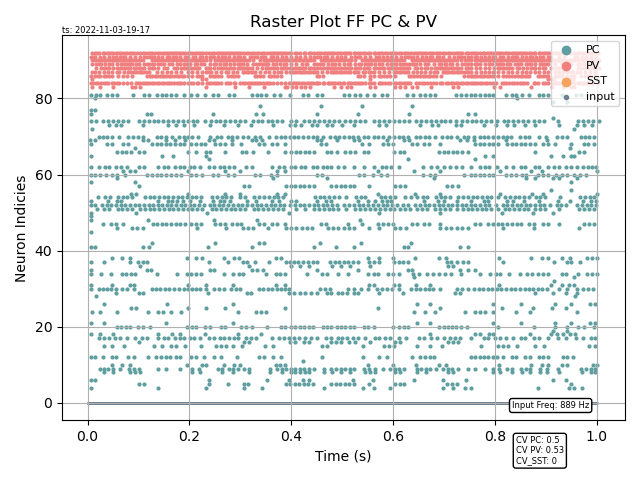 ts: 2022-11-03-19-17
Raster Plot FF PC & PV
PC
PV
SST
input
80
60
40
20
0
Neuron Indicies
Input Freq: 889 Hz
0.0 0.2 0.4 0.6 0.8 1.0
Time (s)
CV PC: 0.5
CV PV: 0.53
CV_SST: 0